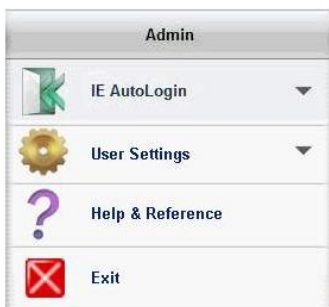 Admin
IE AutoLogin
User Settings
Help & Reference
Exit